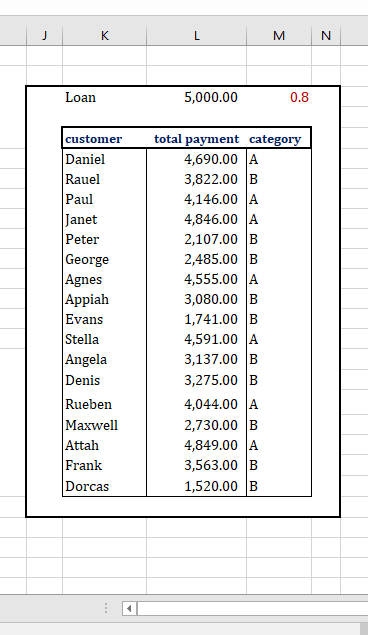 J K L M N
Loan 5,000.00 0.8
customer total payment category
Daniel 4,690.00 A
Rauel 3,822.00 B
Paul 4,146.00 A
Janet 4,846.00 A
Peter 2,107.00 B
George 2,485.00 B
Agnes 4,555.00 A
Appiah 3,080.00 B
Evans 1,741.00 B
Stella 4,591.00 A
Angela 3,137.00 B
Denis 3,275.00 B
Rueben 4,044.00 A
Maxwell 2,730.00 B
Attah 4,849.00 A
Frank 3,563.00 B
Dorcas 1,520.00 B